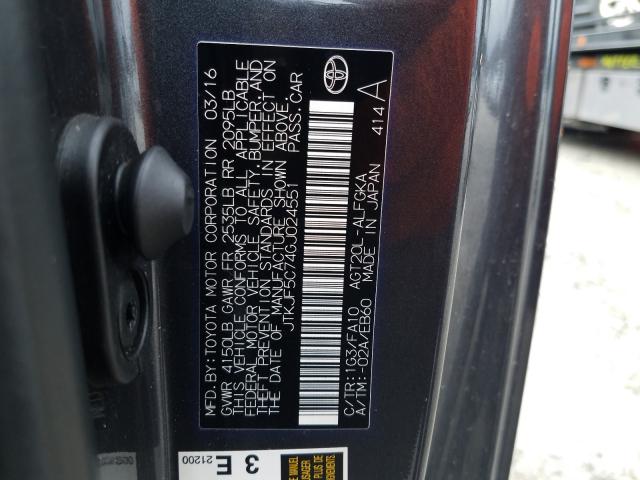 MFD.BY:TOYOTA MOTOR CORPORATION 03/16
GVWR 4150LB GAWR FR 2535LB RR 2095LB
THIS VEHICLE CONFORMS TO ALL APPLICABLE
FEDERAL MOTOR VEHICLE SAFETY, BUMPER, AND
THEFT PREVENTION STANDARDS IN EFFECT ON
THE DATE OF MANUFACTURE SHOWN ABOVE.
JTKJF5C74GJ024551 PASS.CAR
C/TR:1G3/FA10 AGT20L-ALFGKA
A/TM:-02A/EB60 MADE IN JAPAN 414 A
3 E
21200